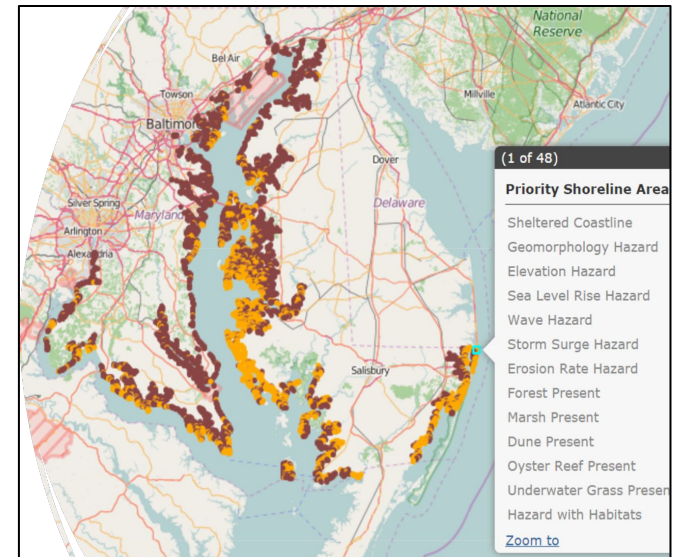 National
Reserve
Bel Air
Towson
Millville
Atlantic City
Baltimor
Dover
Silver Spring
Maryland
Delaware
Arlington
Alexandria
Salisbury
(1 of 48)
Priority Shoreline Area
Sheltered Coastline
Geomorphology Hazard
Elevation Hazard
Sea Level Rise Hazard
Wave Hazard
Storm Surge Hazard
Erosion Rate Hazard
Forest Present
Marsh Present
Dune Present
Oyster Reef Present
Underwater Grass Presen
Hazard with Habitats
Zoom to